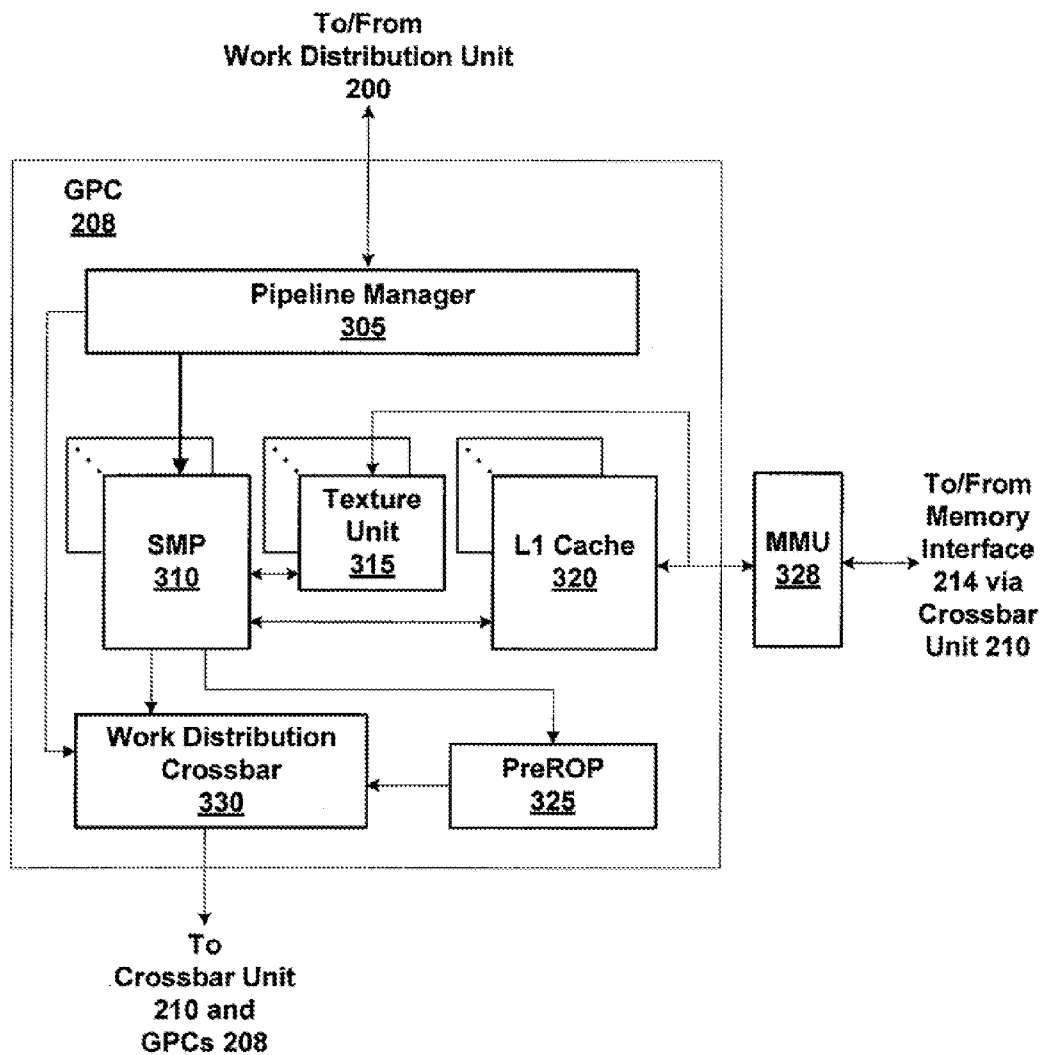 To/From
Work Distribution Unit
200
GPC
208
Pipeline Manager
305
SMP
310
Texture
Unit
315
L1 Cache
320
MMU
328
To/From
Memory
Interface
214 via
Crossbar
Unit 210
Work Distribution
Crossbar
330
PreROP
325
To
Crossbar Unit
210 and
GPCs 208